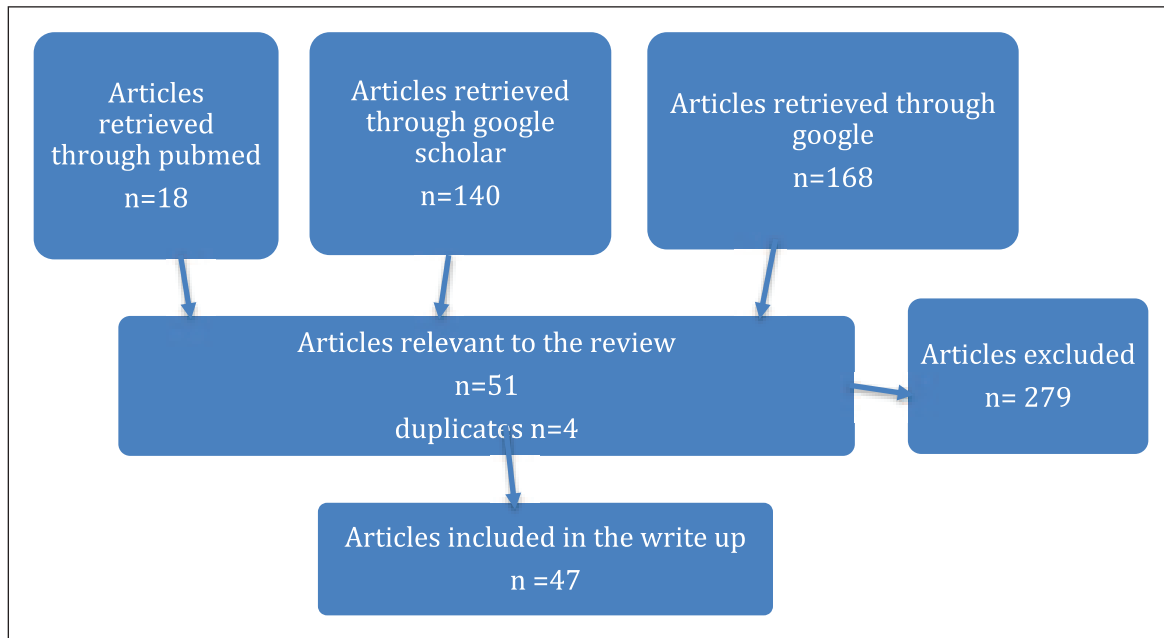 Articles
retrieved
through pubmed
n=18
Articles retrieved
through google
scholar
n=140
Articles retrieved through
google
n=168
Articles relevant to the review
n=51
duplicates n=4
Articles excluded
n= 279
Articles included in the write up
n =47